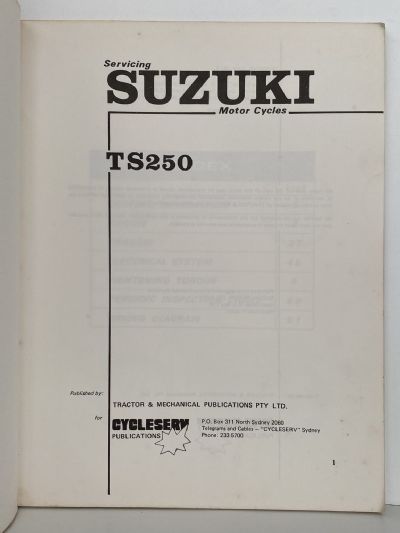 Servicing
SUZUKI
Motor Cycles
TS250
Published by:
TRACTOR & MECHANICAL PUBLICATIONS PTY LTD.
for
CYCLESERV
PUBLICATIONS
P.O. Box 311 North Sydney 2060
Telegrams and Cables — "CYCLESERV" Sydney
Phone: 233 5700
1